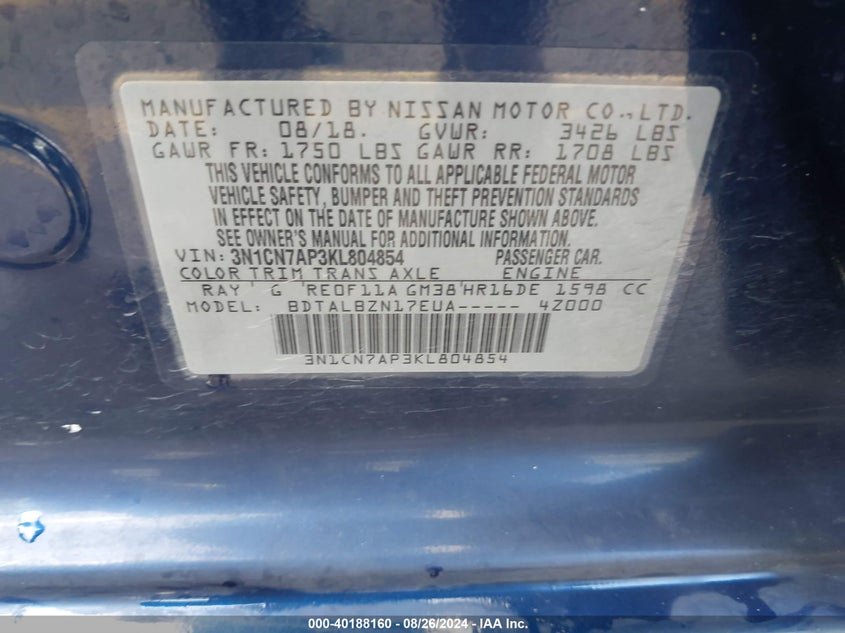 MANUFACTURED BY NISSAN MOTOR CO., LTD.
DATE: 08/18. GVWR: 3426 LBS
GAWR FR: 1750 LBS GAWR RR: 1708 LBS
THIS VEHICLE CONFORMS TO ALL APPLICABLE FEDERAL MOTOR
VEHICLE SAFETY, BUMPER AND THEFT PREVENTION STANDARDS
IN EFFECT ON THE DATE OF MANUFACTURE SHOWN ABOVE.
SEE OWNER'S MANUAL FOR ADDITIONAL INFORMATION.
VIN: 3N1CN7AP3KL804854 PASSENGER CAR.
COLOR TRIM TRANS AXLE ENGINE
RAY G RE0F11A GM38 HR16DE 1598 CC
MODEL: BDTALBZN17EUA----- 4Z000
3N1CN7AP3KL804854
000-40188160 - 08/26/2024 - IAA Inc.